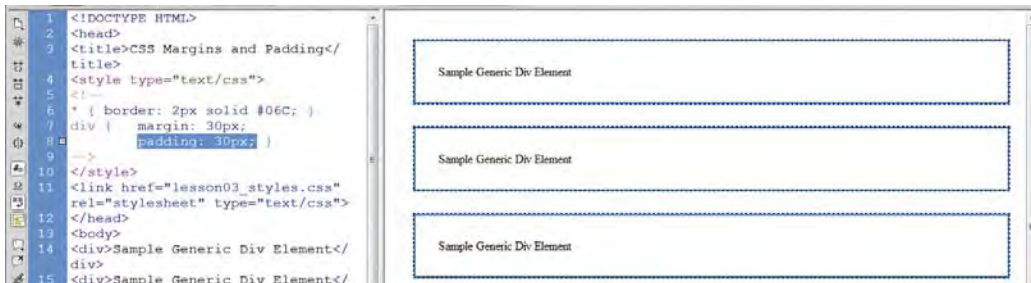 1 <!DOCTYPE HTML>
2 <head>
3 <title>CSS Margins and Padding</
title>
4 <style type="text/css">
5 <!--
6 * { border: 2px solid #06C; }
7 div { margin: 30px;
8 padding: 30px; }
9 -->
10 </style>
11 <link href="lesson03_styles.css"
rel="stylesheet" type="text/css">
12 </head>
13 <body>
14 <div>Sample Generic Div Element</
div>
15 <div>Sample Generic Div Element</
Sample Generic Div Element
Sample Generic Div Element
Sample Generic Div Element